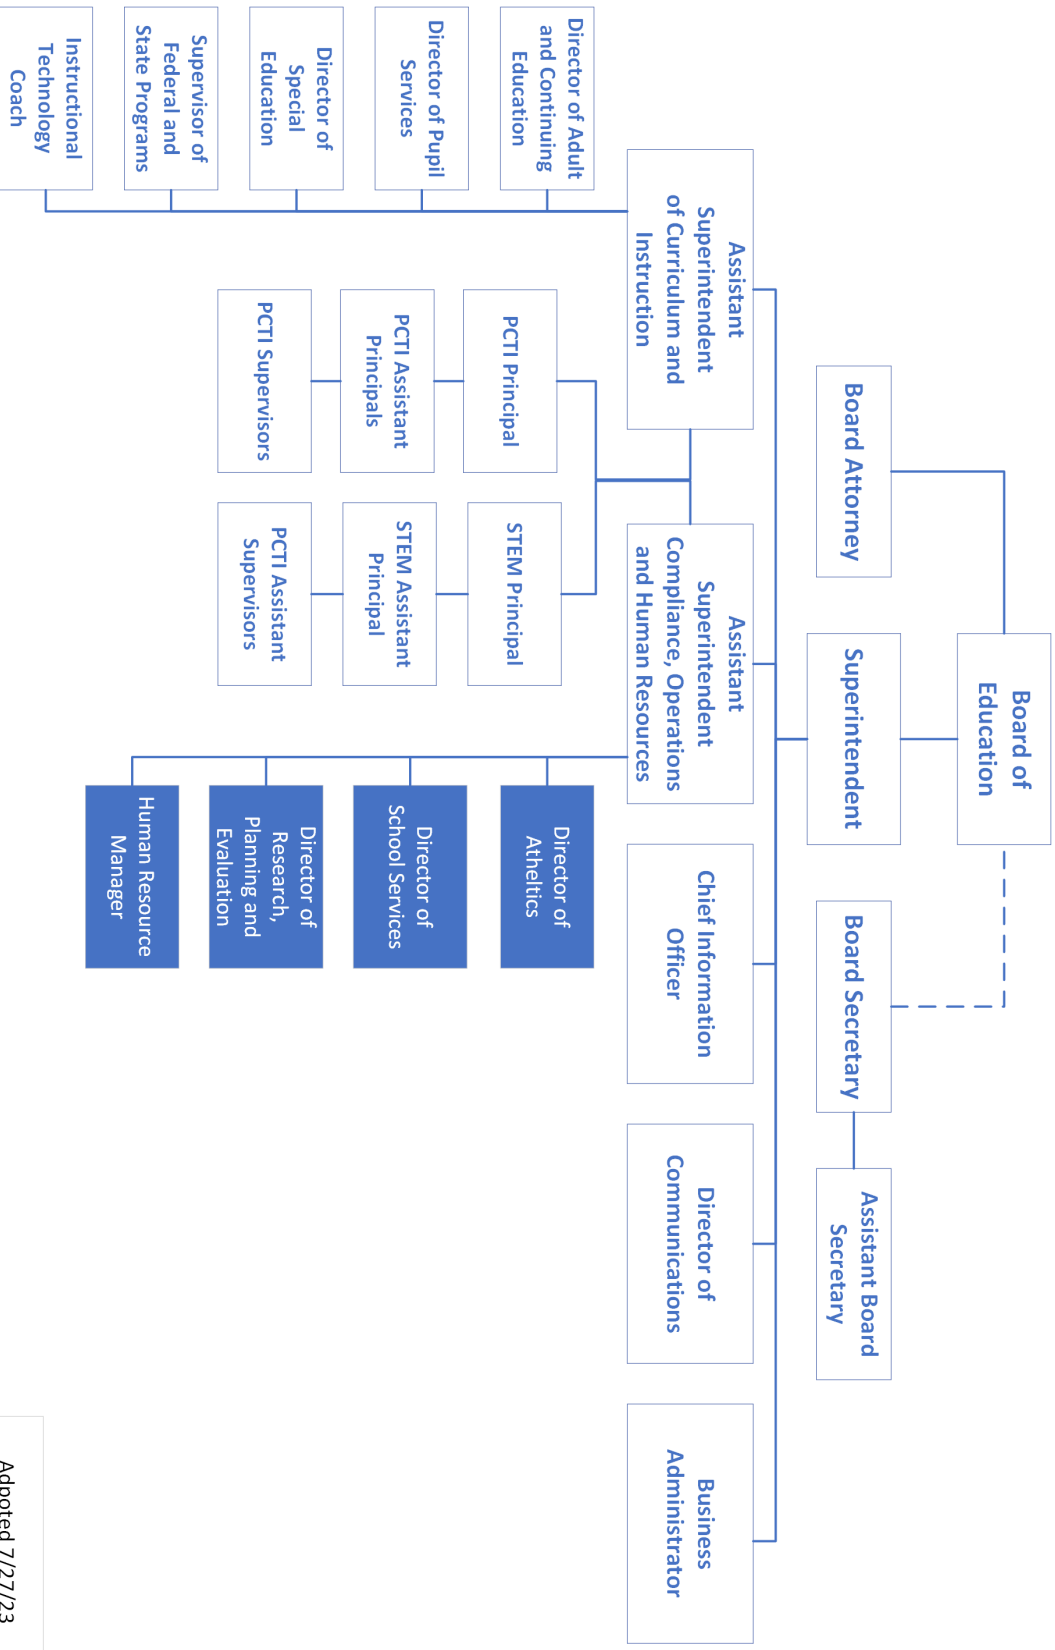 Board of
Education
Board Attorney
Superintendent
Board Secretary
Assistant Board
Secretary
Assistant
Superintendent
of Curriculum and
Instruction
Assistant
Superintendent
Compliance, Operations
and Human Resources
Chief Information
Officer
Director of
Communications
Business
Administrator
Director of Adult
and Continuing
Education
Director of Pupil
Services
Director of
Special
Education
Supervisor of
Federal and
State Programs
Instructional
Technology
Coach
PCTI Principal
PCTI Assistant
Principals
PCTI Supervisors
STEM Principal
STEM Assistant
Principal
PCTI Assistant
Supervisors
Director of
Atheltics
Director of
School Services
Director of
Research,
Planning and
Evaluation
Human Resource
Manager
Adpoted 7/27/23